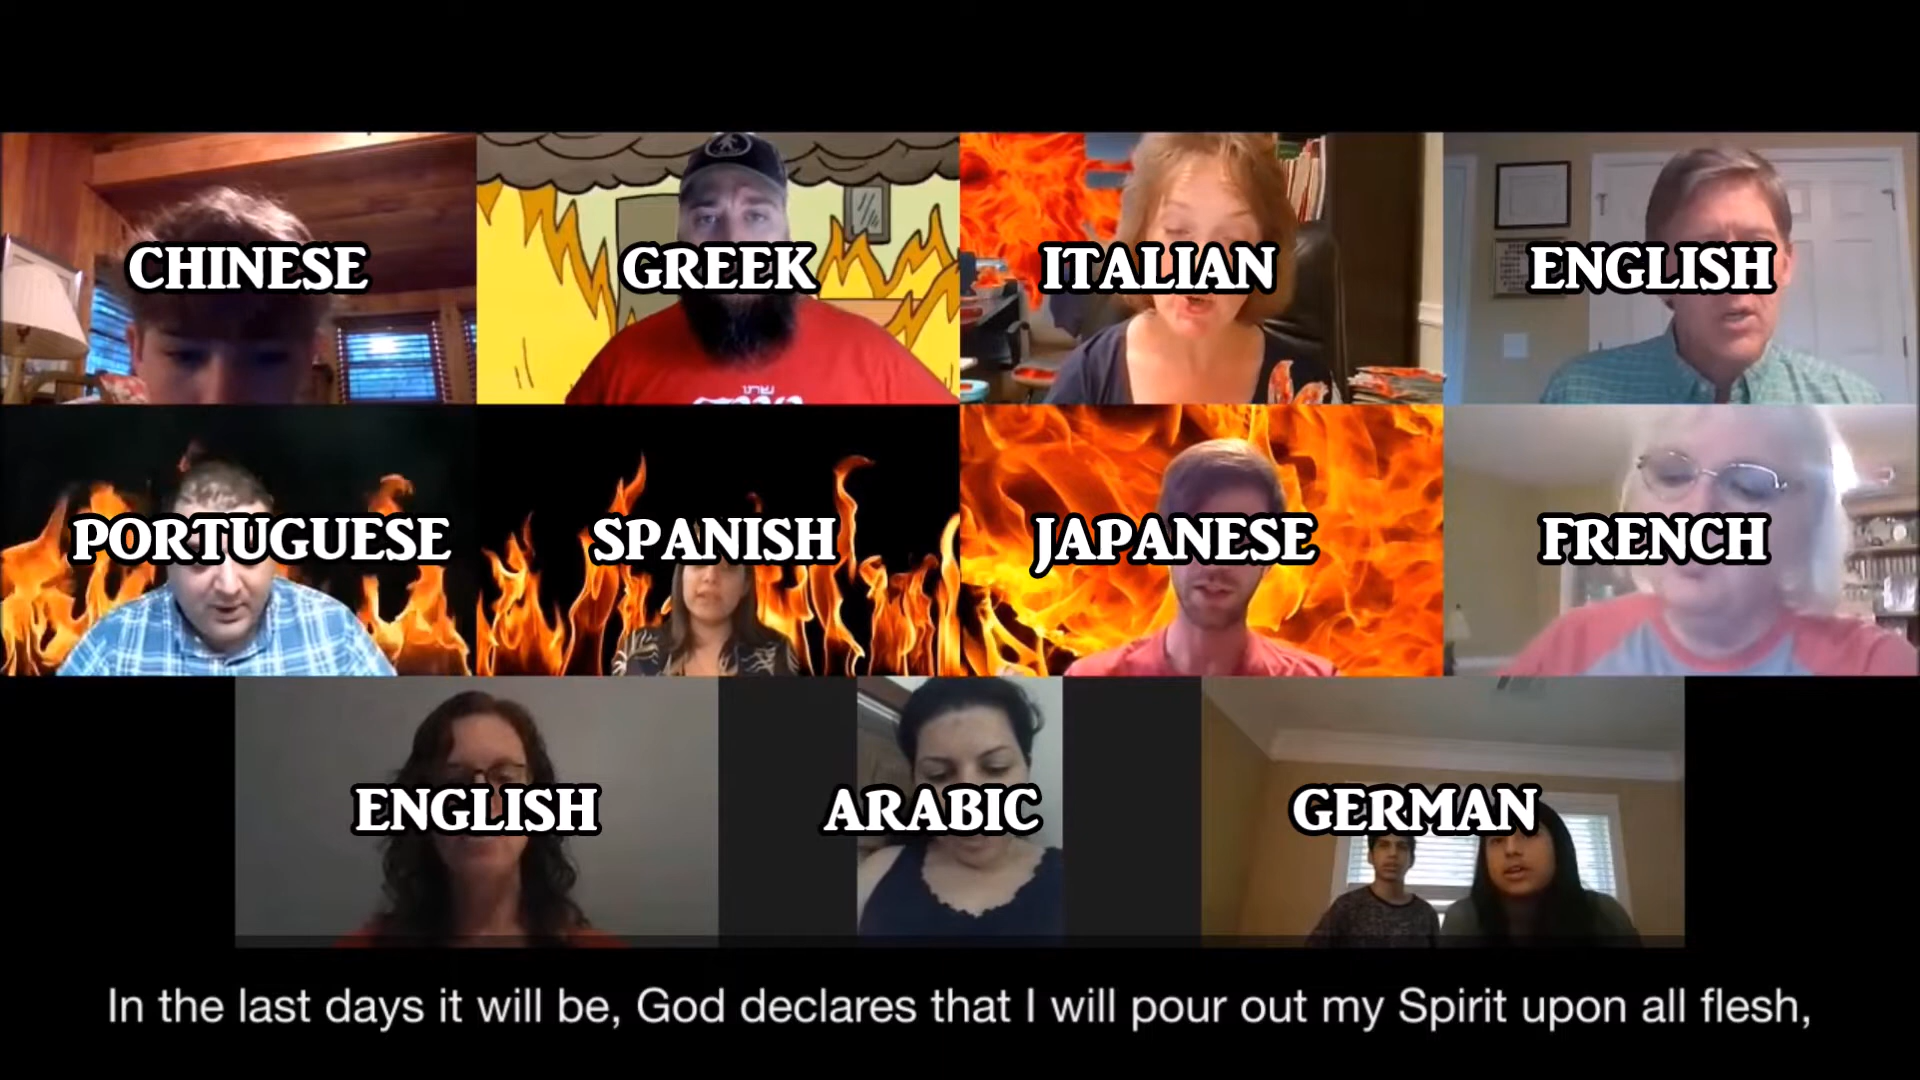 CHINESE
GREEK
ITALIAN
ENGLISH
PORTUGUESE
SPANISH
JAPANESE
FRENCH
ENGLISH
ARABIC
GERMAN
In the last days it will be, God declares that I will pour out my Spirit upon all flesh,